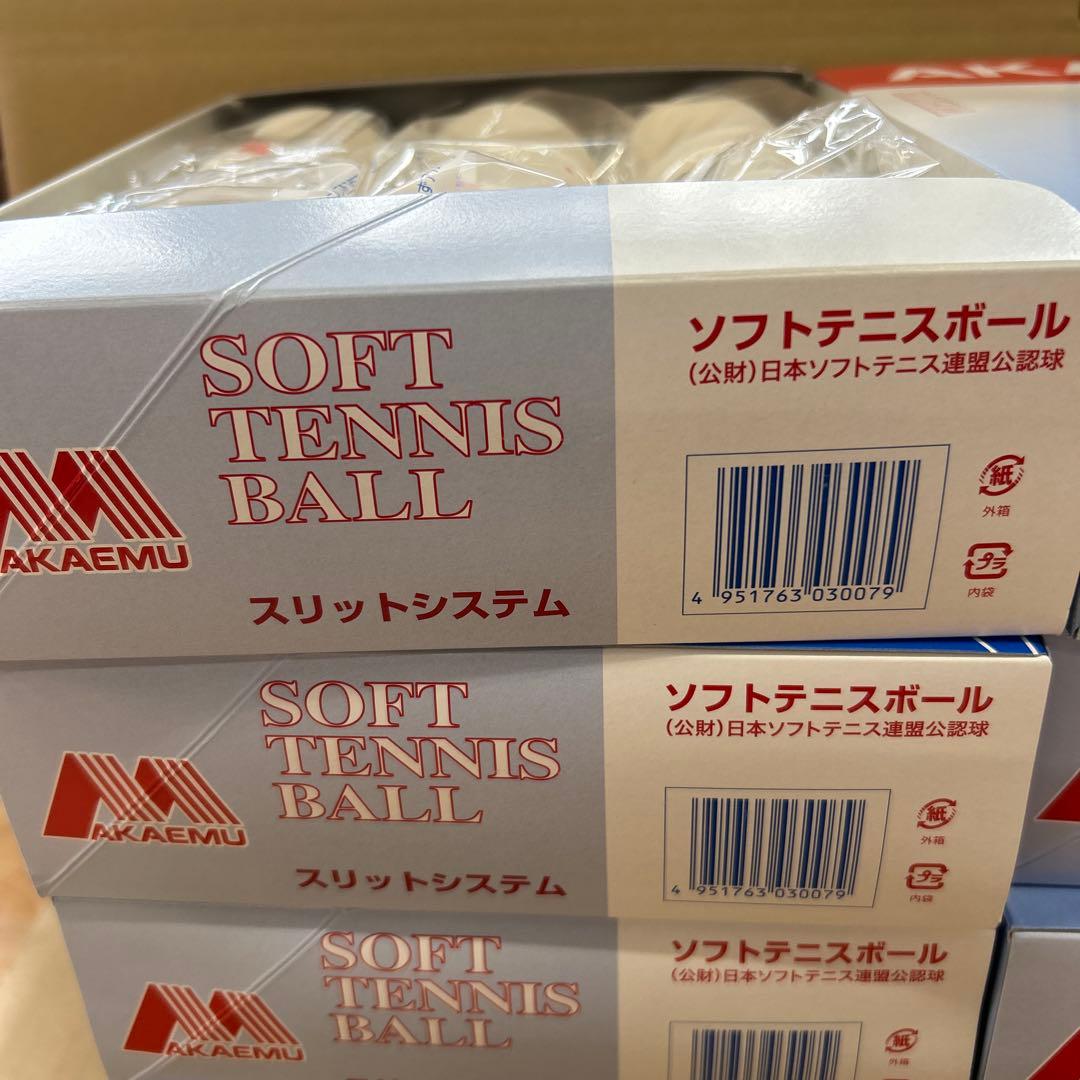 AKA
SOFT
TENNIS
BALL
AKAEMU
スリットシステム
ソフトテニスボール
(公財)日本ソフトテニス連盟公認球
4 951763 030079
紙
外箱
プラ
内袋
SOFT
TENNIS
BALL
AKAEMU
スリットシステム
ソフトテニスボール
(公財)日本ソフトテニス連盟公認球
4 951763 030079
紙
外箱
プラ
内袋
SOFT
TENNIS
BALL
AKAEMU
ソフトテニスボール
(公財)日本ソフトテニス連盟公認球
紙
外箱